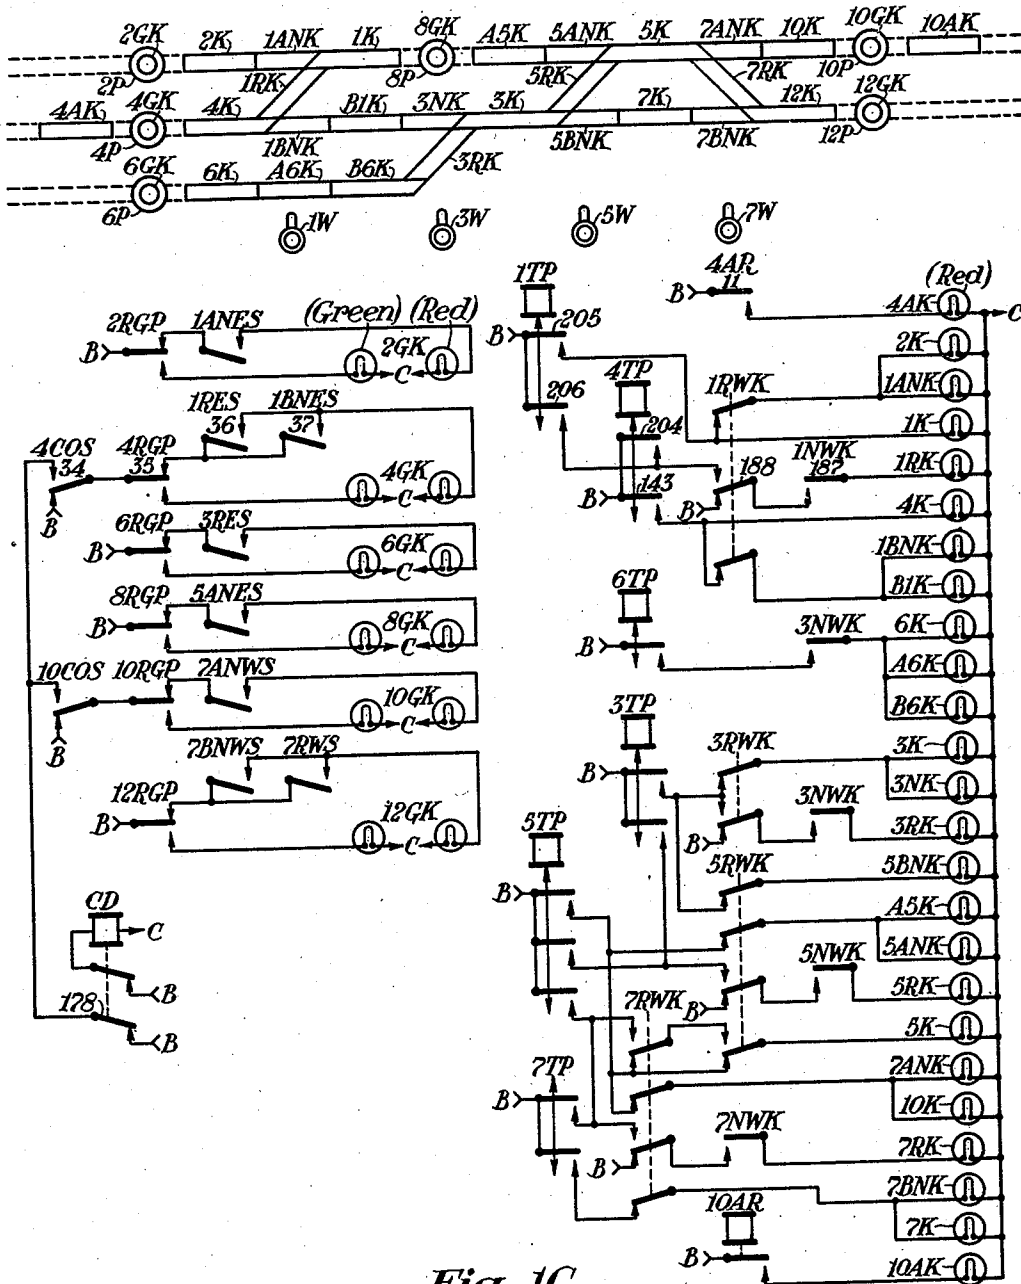 2GK 2K 1ANK 1K 8GK A5K 5ANK 5K 7ANK 10K 10GK 10AK
2P 1RK 8P 5RK 7RK 10P
4AK 4GK 4K B1K 3NK 3K 7K 12K 12GK
4P 1BNK 5BNK 7BNK 12P
6GK 6K A6K B6K 3RK
6P
1W 3W 5W 7W
2RGP 1ANES (Green) (Red)
B 2GK C
1RES 1BNES
36 37
4COS 4RGP
34 35
4GK C
B
6RGP 3RES
B 6GK C
8RGP 5ANES
B 8GK C
10COS 10RGP 7ANWS
10GK C
B
7BNWS 7RWS
12RGP
B 12GK C
CD
C
B
178
B
1TP 4AR (Red)
B 11 4AK C
B 205 2K
4TP 1RWK 1ANK
206 1K
204 188 1NWK 187 1RK
B 143 B 4K
1BNK
6TP B1K
B 3NWK 6K
A6K
B6K
3TP 3RWK 3K
B 3NK
B 3NWK 3RK
5TP 5RWK 5BNK
B A5K
5ANK
5NWK 5RK
7RWK B 5K
7TP 7ANK
B 10K
7NWK 7RK
B 7BNK
10AR 7K
B 10AK
Fig. 1C